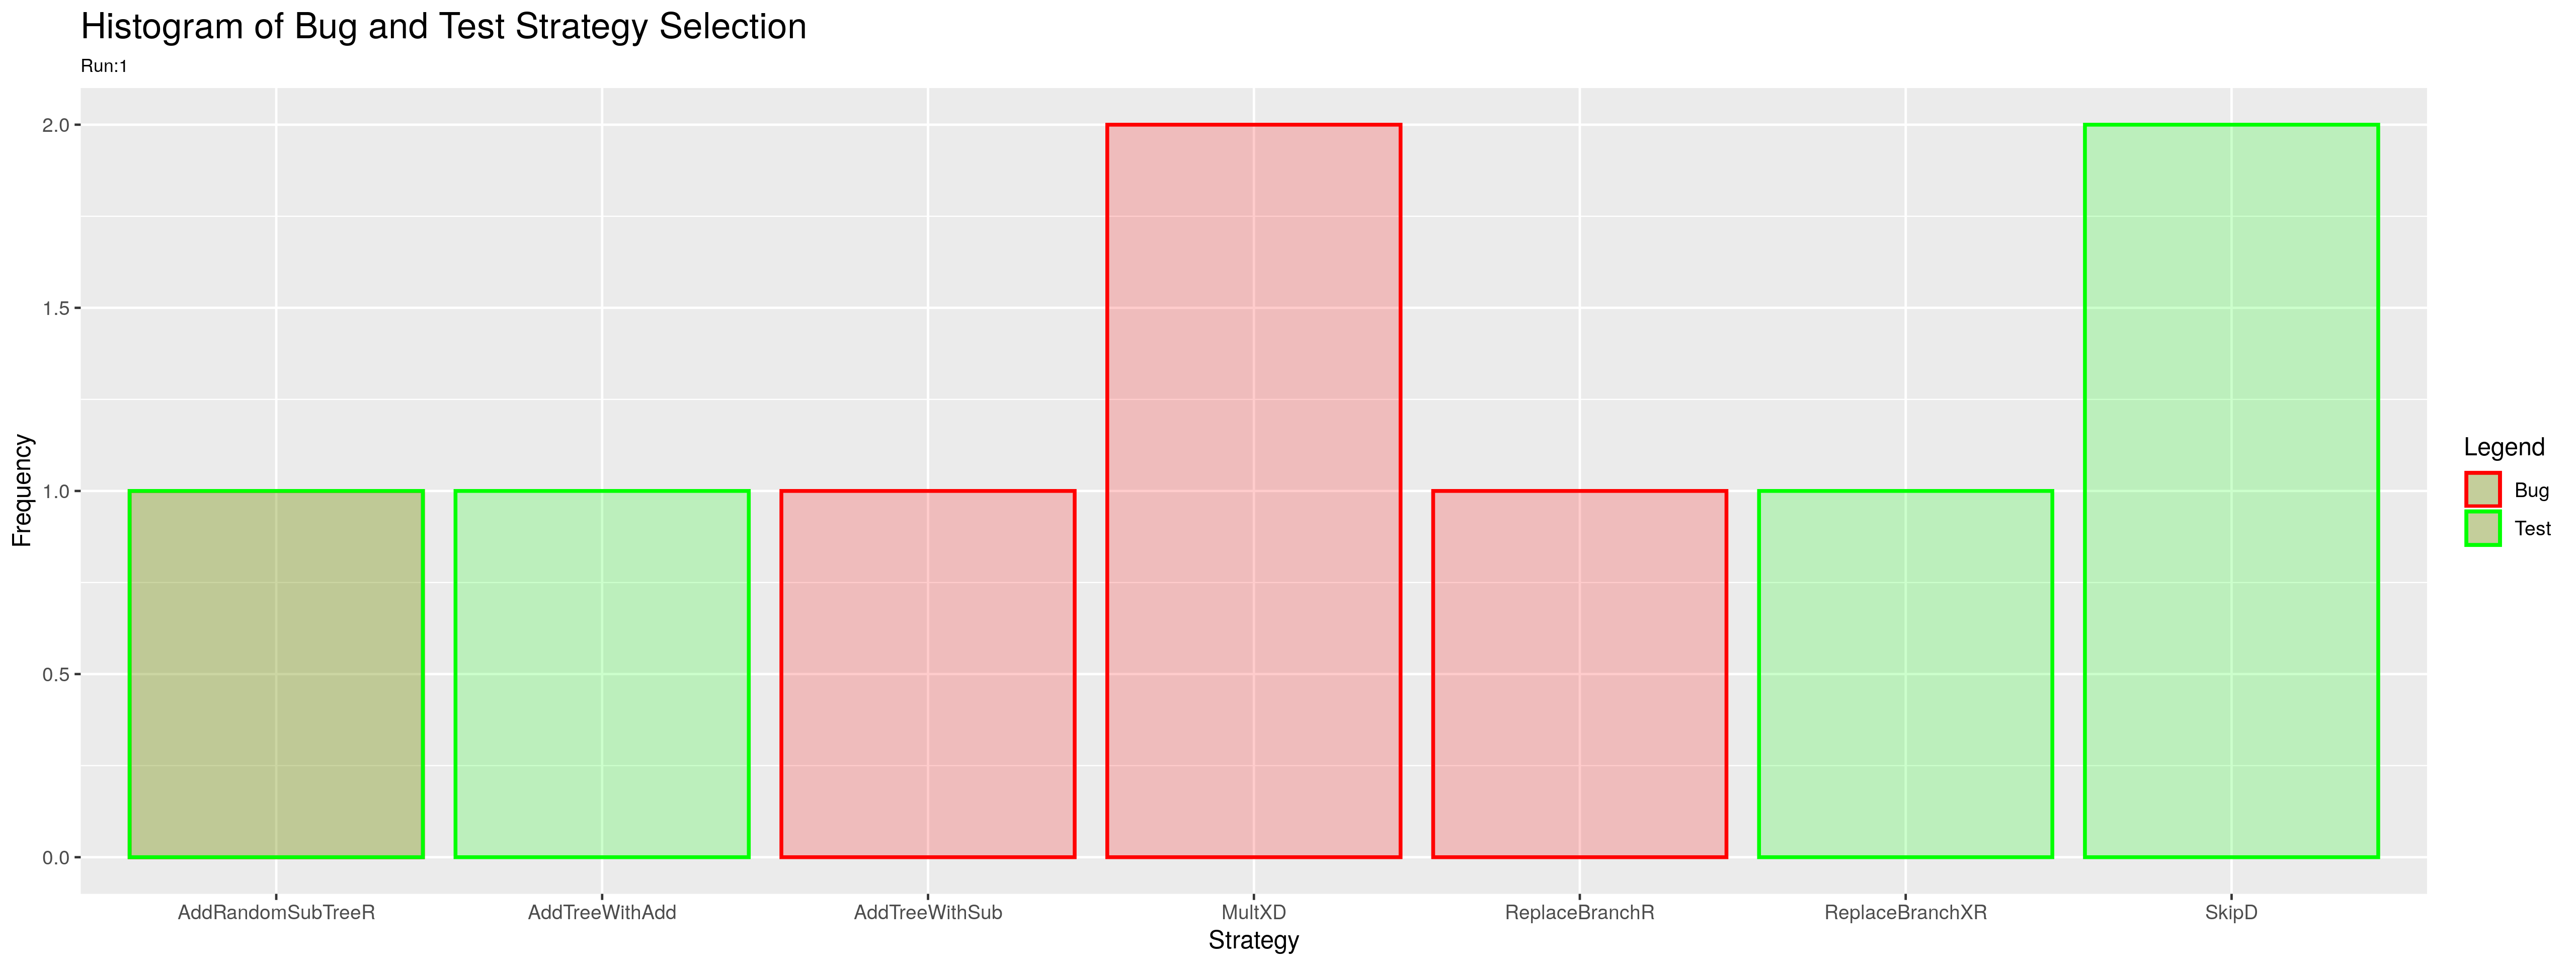 Histogram of Bug and Test Strategy Selection
Run:1
Frequency
2.0
1.5
1.0
0.5
0.0
AddRandomSubTreeR AddTreeWithAdd AddTreeWithSub MultXD ReplaceBranchR ReplaceBranchXR SkipD
Strategy
Legend
Bug
Test